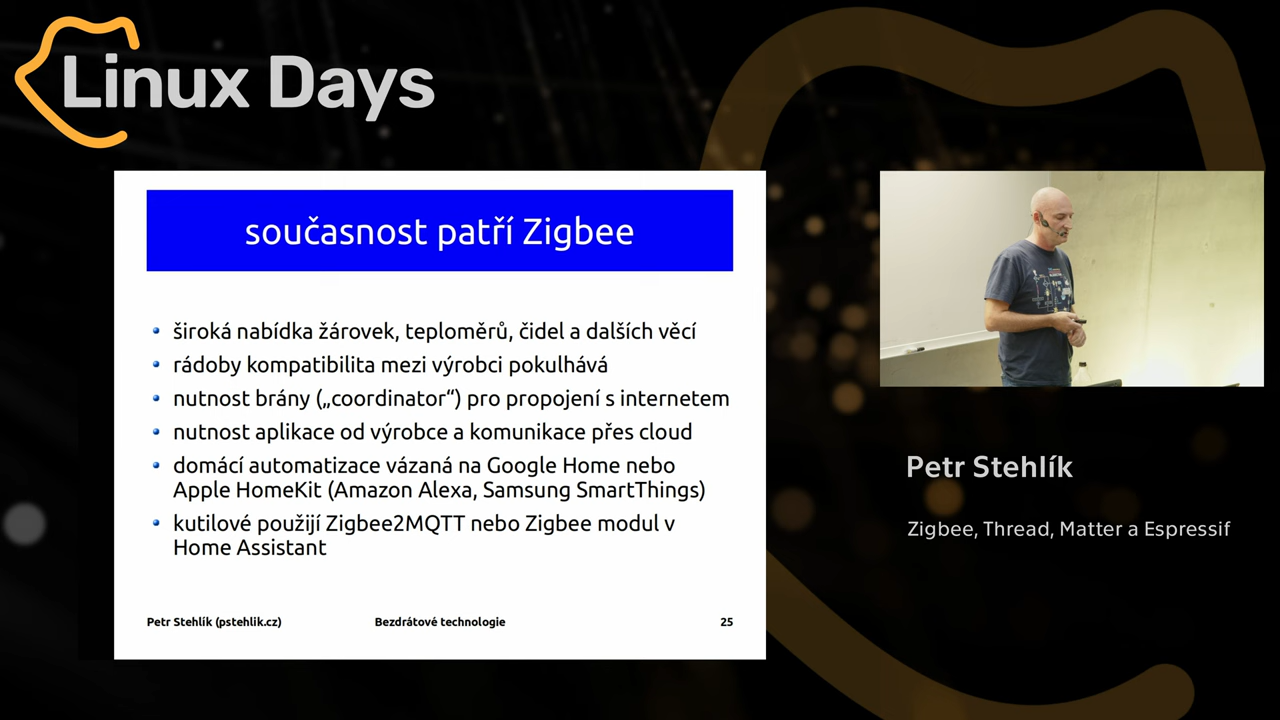 Linux Days
současnost patří Zigbee
široká nabídka žárovek, teploměrů, čidel a dalších věcí
rádoby kompatibilita mezi výrobci pokulhává
nutnost brány („coordinator“) pro propojení s internetem
nutnost aplikace od výrobce a komunikace přes cloud
domácí automatizace vázaná na Google Home nebo
Apple HomeKit (Amazon Alexa, Samsung SmartThings)
kutilové použijí Zigbee2MQTT nebo Zigbee modul v
Home Assistant
Petr Stehlík (pstehlik.cz)
Bezdrátové technologie
25
Petr Stehlík
Zigbee, Thread, Matter a Espressif